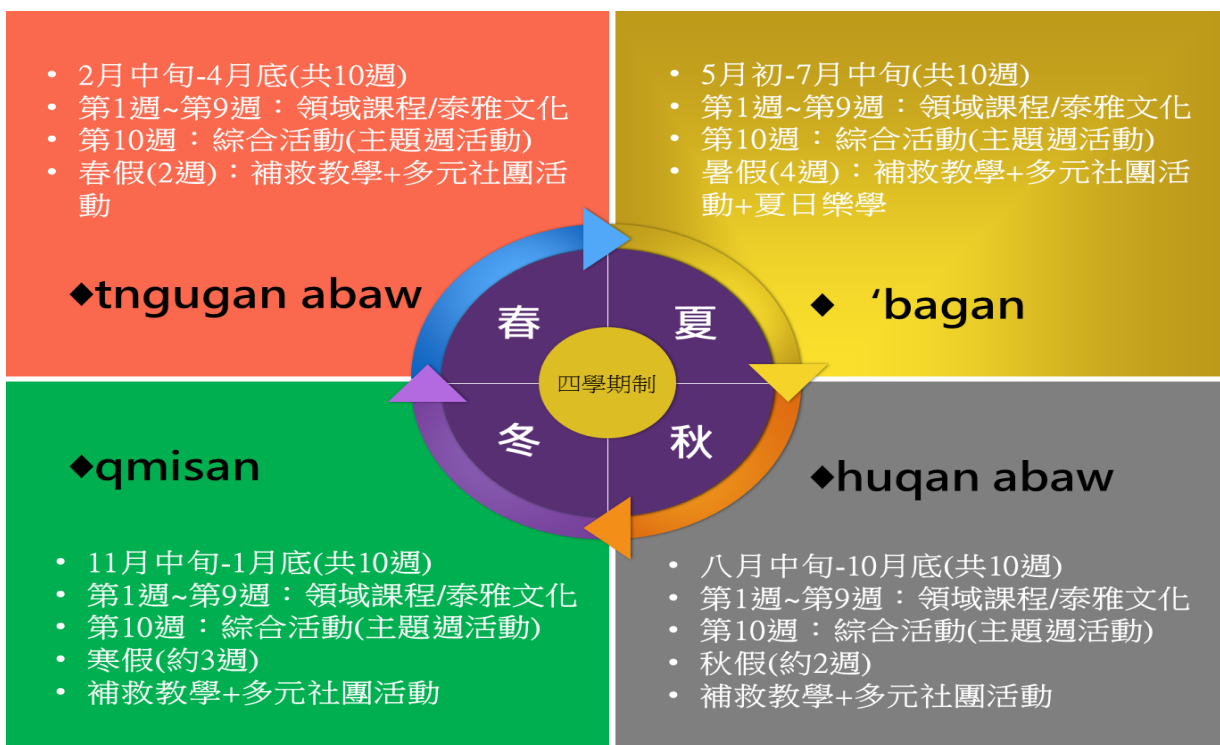 • 2月中旬-4月底(共10週)
• 第1週~第9週：領域課程/泰雅文化
• 第10週：綜合活動(主題週活動)
• 春假(2週)：補救教學+多元社團活
動
◆tngugan abaw
• 5月初-7月中旬(共10週)
• 第1週~第9週：領域課程/泰雅文化
• 第10週：綜合活動(主題週活動)
• 暑假(4週)：補救教學+多元社團活
動+夏日樂學
◆ ‘bagan
春
夏
四學期制
冬
秋
◆qmisan
• 11月中旬-1月底(共10週)
• 第1週~第9週：領域課程/泰雅文化
• 第10週：綜合活動(主題週活動)
• 寒假(約3週)
• 補救教學+多元社團活動
◆huqan abaw
• 八月中旬-10月底(共10週)
• 第1週~第9週：領域課程/泰雅文化
• 第10週：綜合活動(主題週活動)
• 秋假(約2週)
• 補救教學+多元社團活動